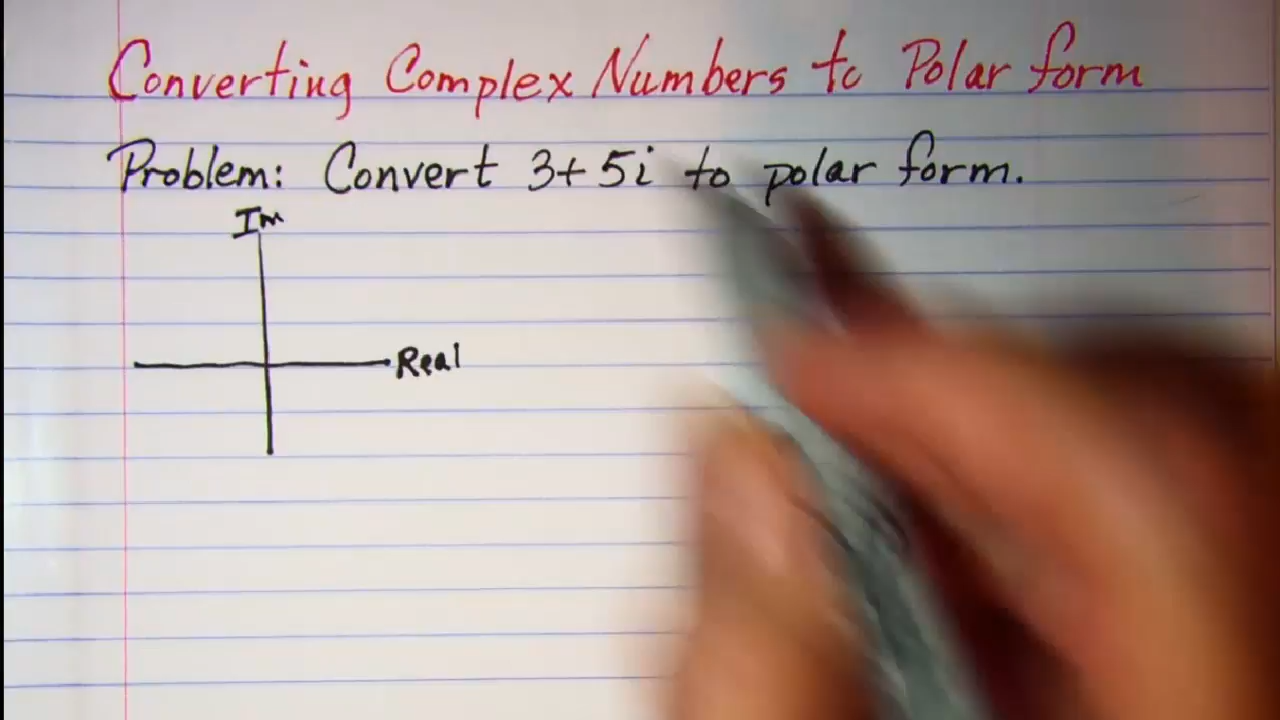 Converting Complex Numbers to Polar form
Problem: Convert 3+5i to polar form.
Im
Real